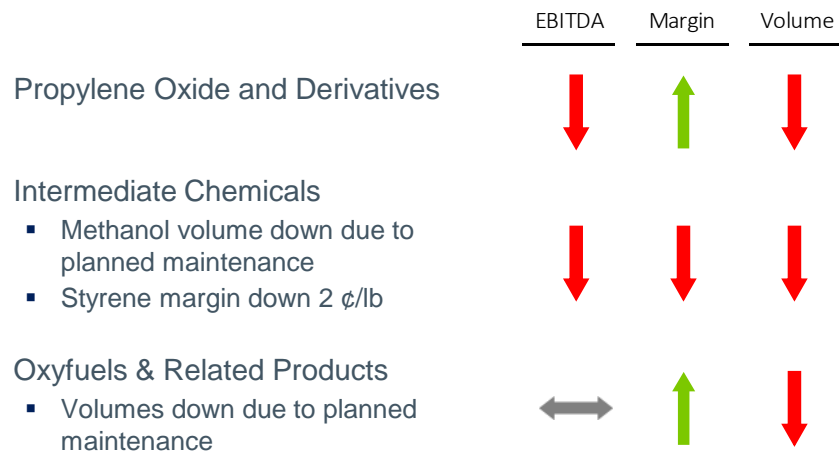 EBITDA Margin Volume
Propylene Oxide and Derivatives
Intermediate Chemicals
▪ Methanol volume down due to
planned maintenance
▪ Styrene margin down 2 ¢/lb
Oxyfuels & Related Products
▪ Volumes down due to planned
maintenance